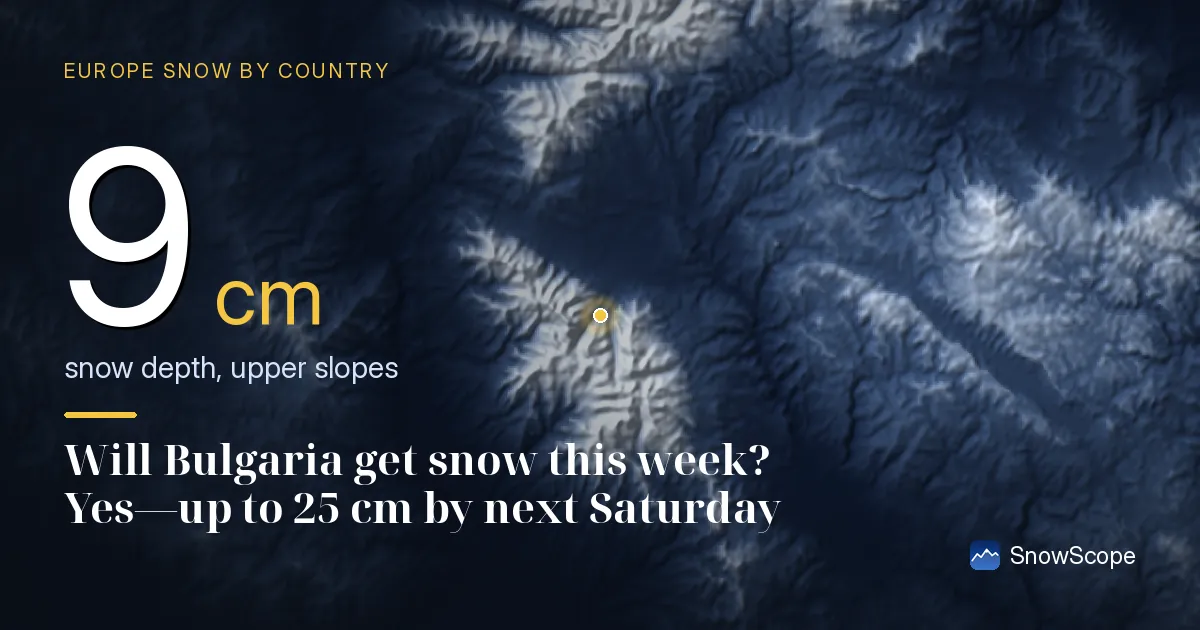 EUROPE SNOW BY COUNTRY
9 cm
snow depth, upper slopes
Will Bulgaria get snow this week?
Yes—up to 25 cm by next Saturday
SnowScope